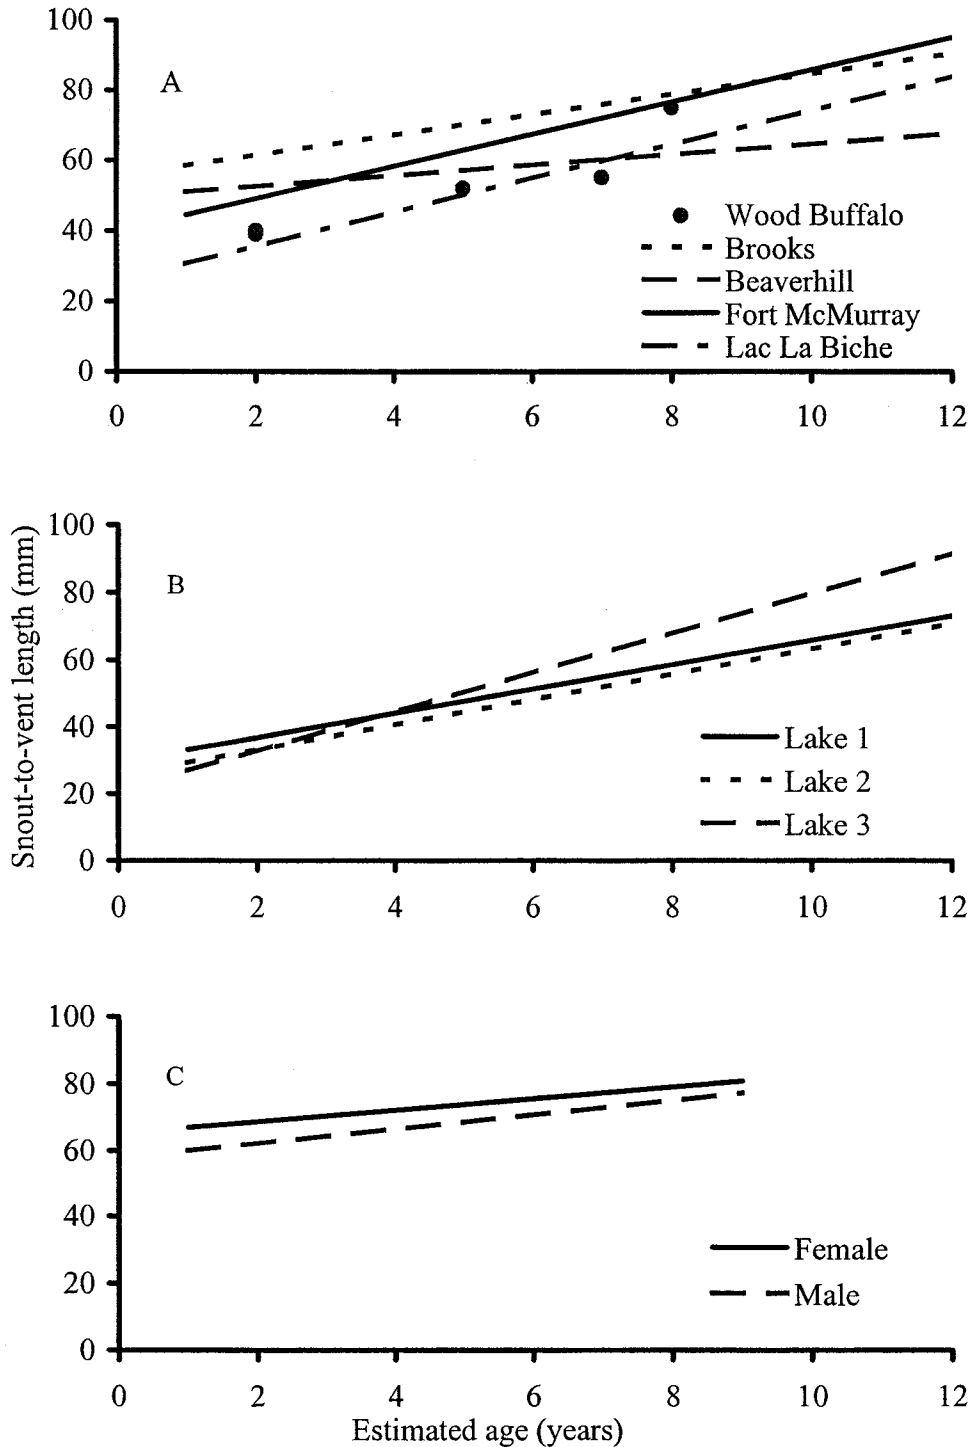 100
A
80
60
40
20
0
Wood Buffalo
Brooks
Beaverhill
Fort McMurray
Lac La Biche
0 2 4 6 8 10 12
Snout-to-vent length (mm)
100
B
80
60
40
20
0
Lake 1
Lake 2
Lake 3
0 2 4 6 8 10 12
100
C
80
60
40
20
0
Female
Male
0 2 4 6 8 10 12
Estimated age (years)